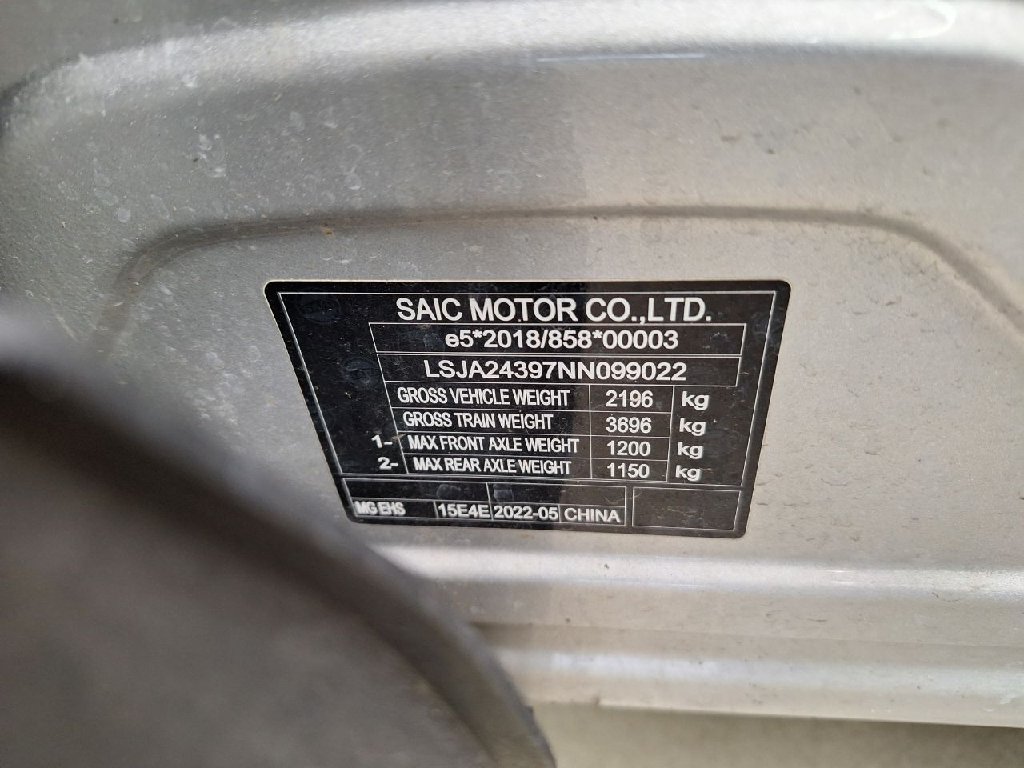 SAIC MOTOR CO.,LTD.
e5*2018/858*00003
LSJA24397NN099022
GROSS VEHICLE WEIGHT 2196 kg
GROSS TRAIN WEIGHT 3696 kg
1- MAX FRONT AXLE WEIGHT 1200 kg
2- MAX REAR AXLE WEIGHT 1150 kg
MG EHS 15E4E 2022-05 CHINA